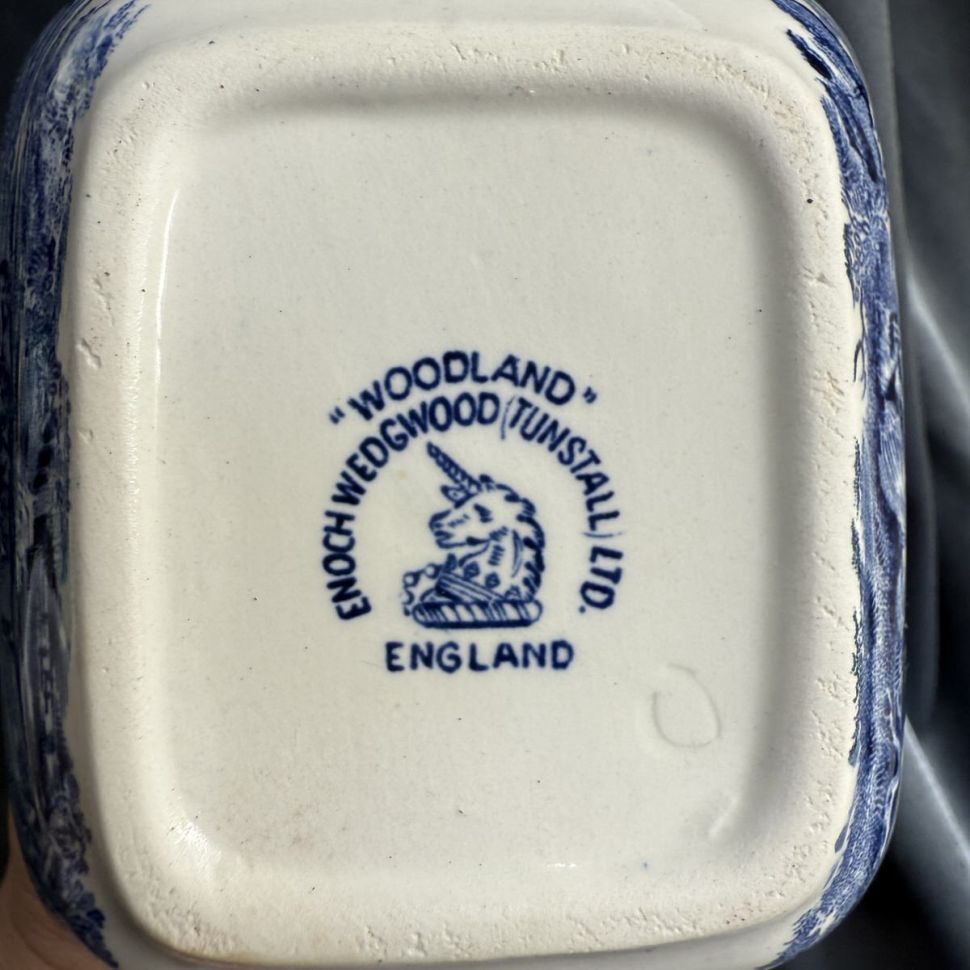 "WOODLAND"
ENOCH WEDGWOOD (TUNSTALL) LTD.
ENGLAND